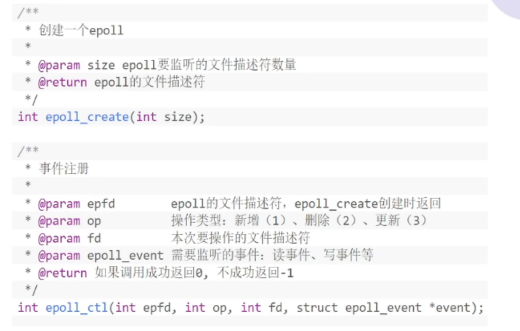 /**
 * 创建一个epoll
 *
 * @param size epoll要监听的文件描述符数量
 * @return epoll的文件描述符
 */
int epoll_create(int size);
/**
 * 事件注册
 *
 * @param epfd        epoll的文件描述符，epoll_create创建时返回
 * @param op          操作类型：新增（1）、删除（2）、更新（3）
 * @param fd          本次要操作的文件描述符
 * @param epoll_event 需要监听的事件：读事件、写事件等
 * @return 如果调用成功返回0, 不成功返回-1
 */
int epoll_ctl(int epfd, int op, int fd, struct epoll_event *event);